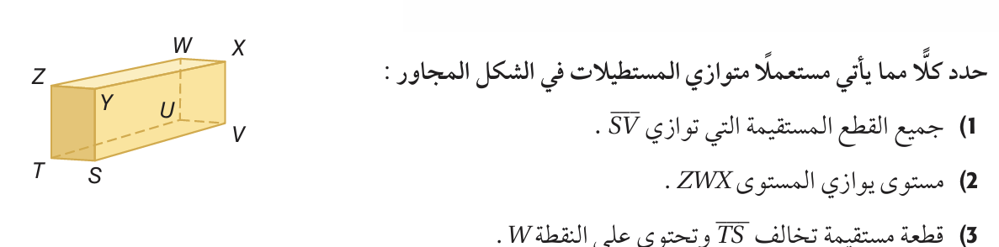 حدد كلًّا مما يأتي مستعملًا متوازي المستطيلات في الشكل المجاور :
1) جميع القطع المستقيمة التي توازي SV .
2) مستوى يوازي المستوى ZWX .
3) قطعة مستقيمة تخالف TS وتحتوي على النقطة W .
W X
Z
Y U
V
T S